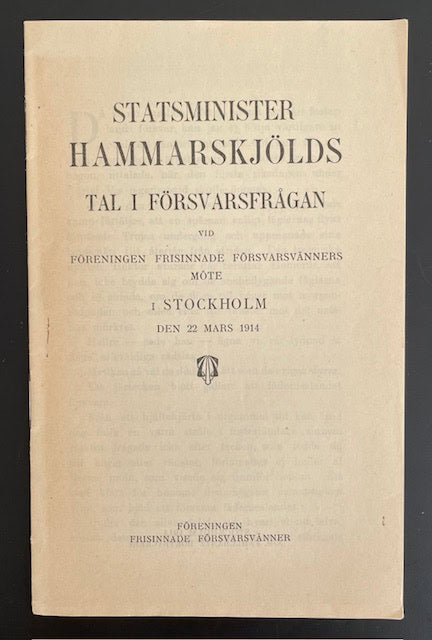 STATSMINISTER
HAMMARSKJÖLDS
TAL I FÖRSVARSFRÅGAN
VID
FÖRENINGEN FRISINNADE FÖRSVARSVÄNNERS
MÖTE
I STOCKHOLM
DEN 22 MARS 1914
FÖRENINGEN
FRISINNADE FÖRSVARSVÄNNER